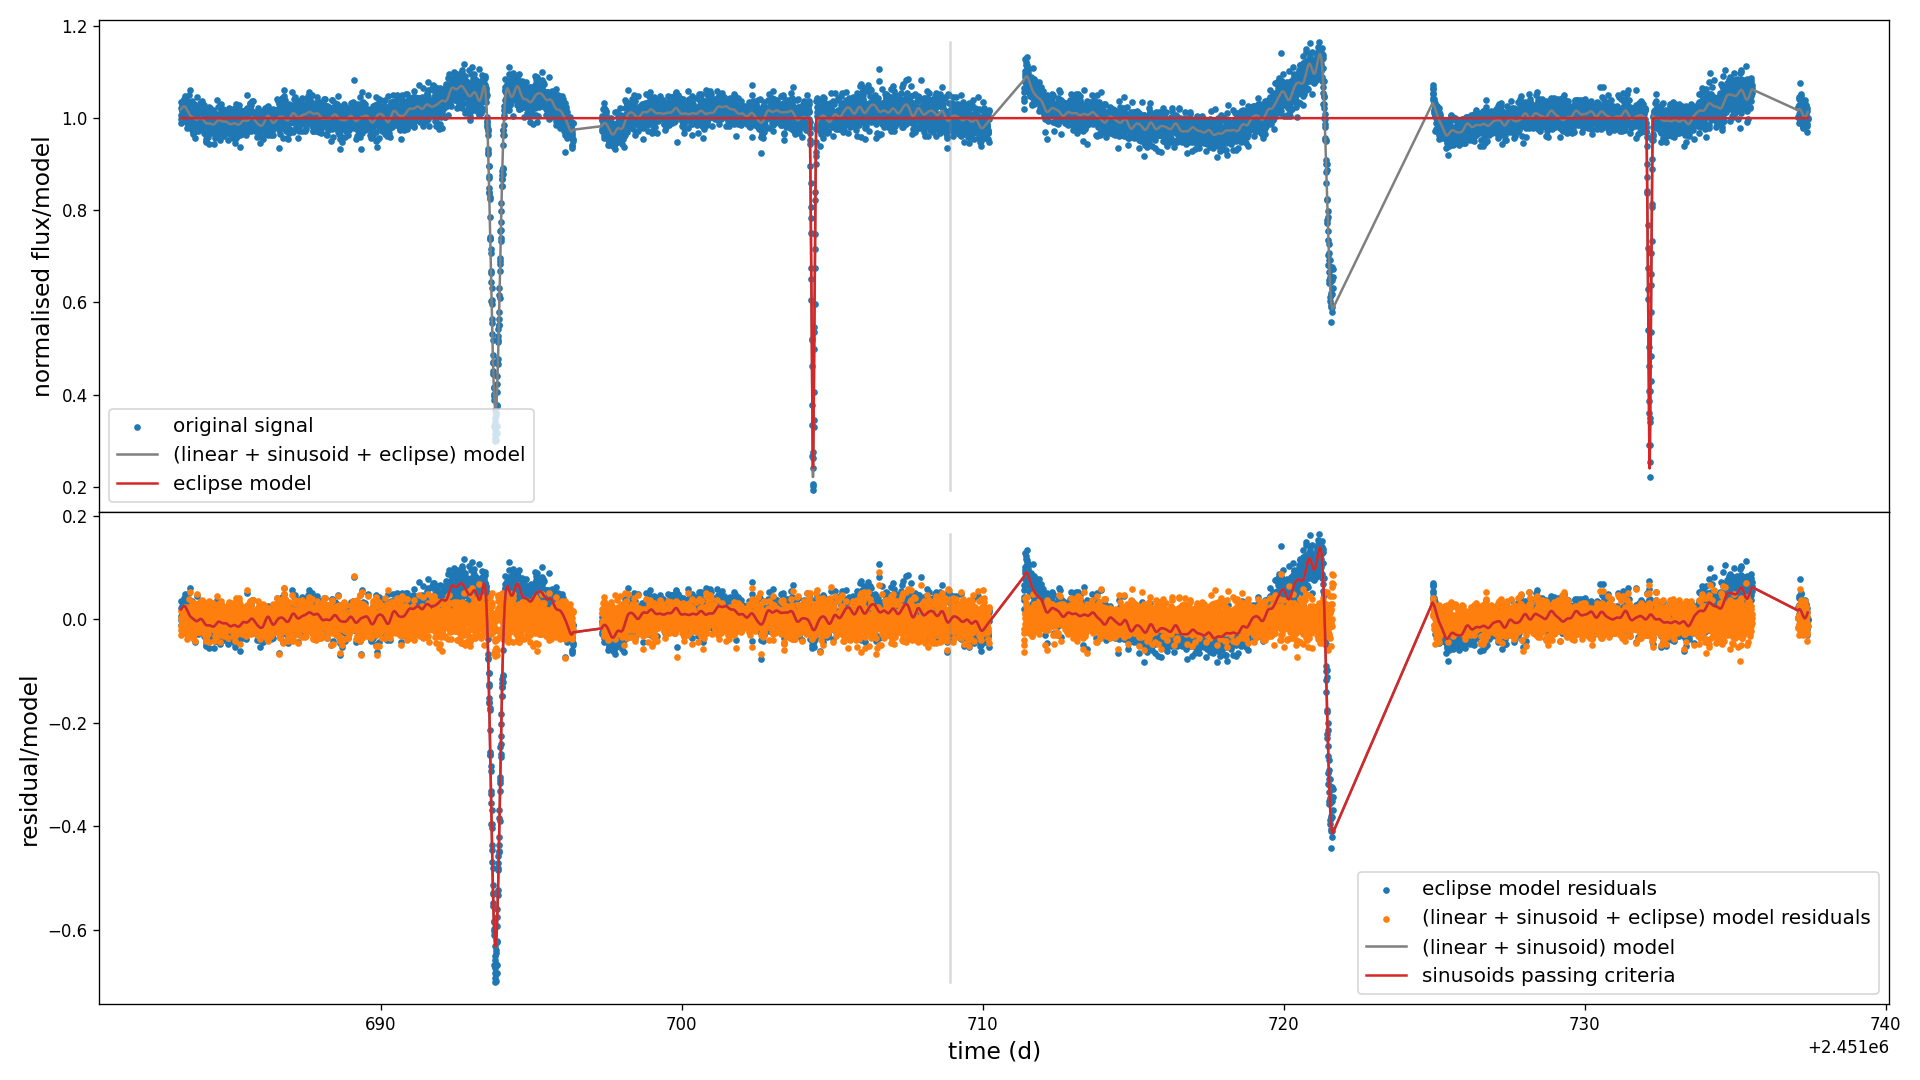 1.2
1.0
0.8
0.6
0.4
0.2
normalised flux/model
original signal
(linear + sinusoid + eclipse) model
eclipse model
0.2
0.0
−0.2
−0.4
−0.6
residual/model
eclipse model residuals
(linear + sinusoid + eclipse) model residuals
(linear + sinusoid) model
sinusoids passing criteria
690
700
710
720
730
740
time (d)
+2.451e6